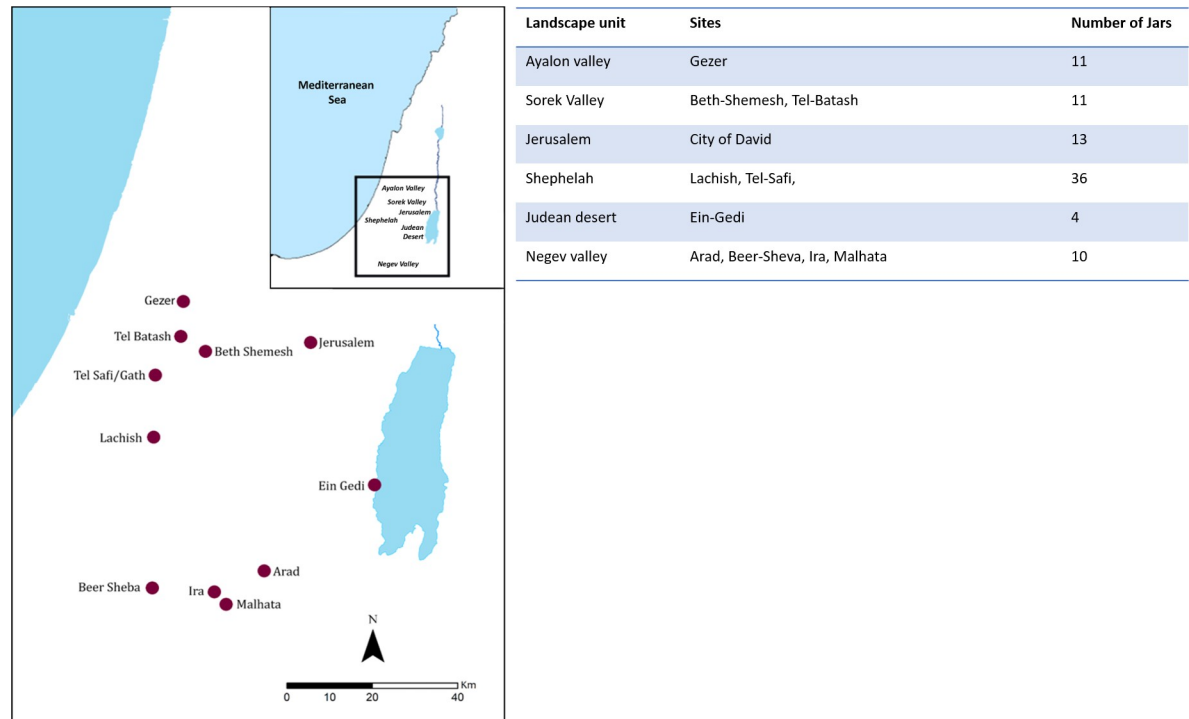 Mediterranean
Sea
Ayalon Valley
Sorek Valley
Jerusalem
Shephelah
Judean
Desert
Negev Valley
Gezer
Tel Batash
Beth Shemesh
Jerusalem
Tel Safi/Gath
Lachish
Ein Gedi
Arad
Beer Sheba
Ira
Malhata
N
Km
0 10 20 40
Landscape unit Sites Number of Jars
Ayalon valley Gezer 11
Sorek Valley Beth-Shemesh, Tel-Batash 11
Jerusalem City of David 13
Shephelah Lachish, Tel-Safi, 36
Judean desert Ein-Gedi 4
Negev valley Arad, Beer-Sheva, Ira, Malhata 10